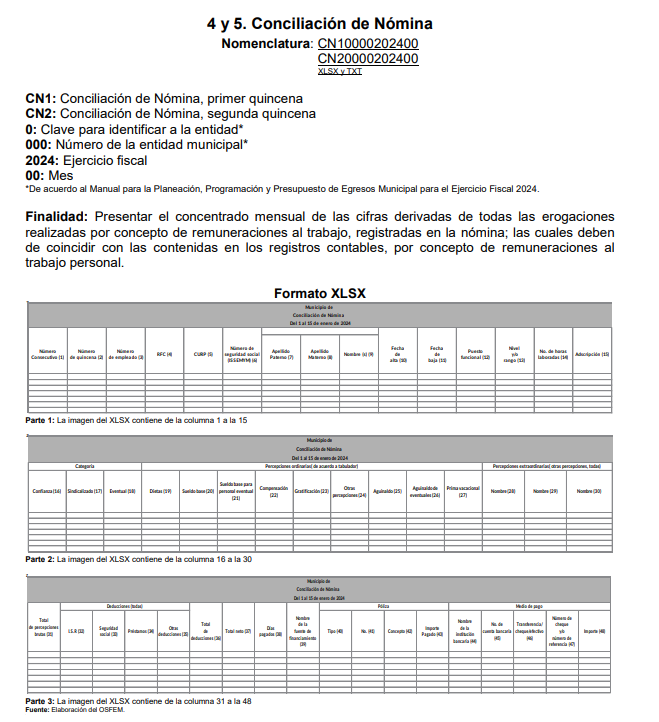 4 y 5. Conciliación de Nómina
Nomenclatura: CN10000202400
CN20000202400
XLSX y TXT
CN1: Conciliación de Nómina, primer quincena
CN2: Conciliación de Nómina, segunda quincena
0: Clave para identificar a la entidad*
000: Número de la entidad municipal*
2024: Ejercicio fiscal
00: Mes
*De acuerdo al Manual para la Planeación, Programación y Presupuesto de Egresos Municipal para el Ejercicio Fiscal 2024.
Finalidad: Presentar el concentrado mensual de las cifras derivadas de todas las erogaciones
realizadas por concepto de remuneraciones al trabajo, registradas en la nómina; las cuales deben
de coincidir con las contenidas en los registros contables, por concepto de remuneraciones al
trabajo personal.
Formato XLSX
Municipio de
Conciliación de Nómina
Del 1 al 15 de enero de 2024
Número Consecutivo (1)
Número de quincena (2)
Número de empleado (3)
RFC (4)
CURP (5)
Número de seguridad social (ISSEMYM) (6)
Apellido Paterno (7)
Apellido Materno (8)
Nombre (s) (9)
Fecha de alta (10)
Fecha de baja (11)
Puesto funcional (12)
Nivel y/o rango (13)
No. de horas laboradas (14)
Adscripción (15)
Parte 1: La imagen del XLSX contiene de la columna 1 a la 15
Municipio de
Conciliación de Nómina
Del 1 al 15 de enero de 2024
Categoría
Percepciones ordinarias( de acuerdo a tabulador)
Percepciones extraordinarias( otras percepciones, todas)
Confianza (16)
Sindicalizado (17)
Eventual (18)
Dietas (19)
Sueldo base (20)
Sueldo base para personal eventual (21)
Compensación (22)
Gratificación (23)
Otras percepciones (24)
Aguinaldo (25)
Aguinaldo de eventuales (26)
Prima vacacional (27)
Nombre (28)
Nombre (29)
Nombre (30)
Parte 2: La imagen del XLSX contiene de la columna 16 a la 30
Municipio de
Conciliación de Nómina
Del 1 al 15 de enero de 2024
Total de percepciones brutas (31)
Deducciones (todas)
I.S.R (32)
Seguridad social (33)
Préstamos (34)
Otras deducciones (35)
Total de deducciones (36)
Total neto (37)
Días pagados (38)
Nombre de la fuente de financiamiento (39)
Póliza
Tipo (40)
No. (41)
Concepto (42)
Importe Pagado (43)
Medio de pago
Nombre de la institución bancaria (44)
No. de cuenta bancaria (45)
Transferencia/ cheque/efectivo (46)
Número de cheque y/o número de referencia (47)
Importe (48)
Parte 3: La imagen del XLSX contiene de la columna 31 a la 48
Fuente: Elaboración del OSFEM.